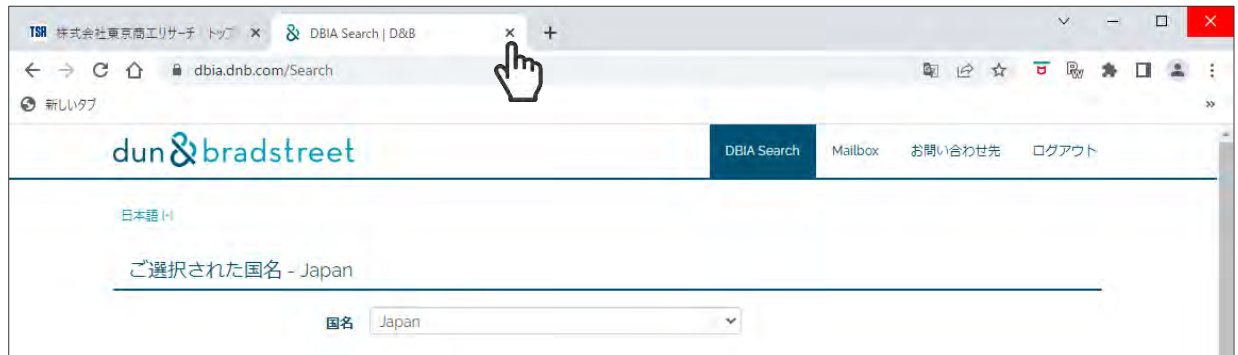 TSR 株式会社東京商工リサーチ トップ
DBIA Search | D&B
dbia.dnb.com/Search
新しいタブ
dun & bradstreet
DBIA Search Mailbox お問い合わせ先 ログアウト
日本語 [+]
ご選択された国名 - Japan
国名 Japan